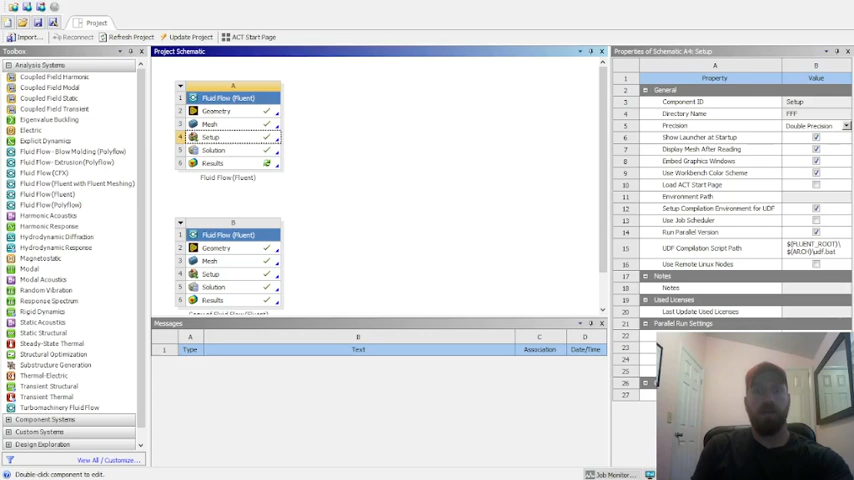 Project
Import... Reconnect Refresh Project Update Project ACT Start Page
Toolbox
Analysis Systems
Coupled Field Harmonic
Coupled Field Modal
Coupled Field Static
Coupled Field Transient
Eigenvalue Buckling
Electric
Explicit Dynamics
Fluid Flow - Blow Molding (Polyflow)
Fluid Flow - Extrusion (Polyflow)
Fluid Flow (CFX)
Fluid Flow (Fluent with Fluent Meshing)
Fluid Flow (Fluent)
Fluid Flow (Polyflow)
Harmonic Acoustics
Harmonic Response
Hydrodynamic Diffraction
Hydrodynamic Response
Magnetostatic
Modal
Modal Acoustics
Random Vibration
Response Spectrum
Rigid Dynamics
Static Acoustics
Static Structural
Steady-State Thermal
Structural Optimization
Substructure Generation
Thermal-Electric
Transient Structural
Transient Thermal
Turbomachinery Fluid Flow
Component Systems
Custom Systems
Design Exploration
View All / Customize...
Double-click component to edit.
Project Schematic
A
1 Fluid Flow (Fluent)
2 Geometry
3 Mesh
4 Setup
5 Solution
6 Results
Fluid Flow (Fluent)
B
1 Fluid Flow (Fluent)
2 Geometry
3 Mesh
4 Setup
5 Solution
6 Results
Messages
A B C D
1 Type Text Association Date/Time
Job Monitor...
Properties of Schematic A4: Setup
A B
1 Property Value
2 General
3 Component ID Setup
4 Directory Name FFF
5 Precision Double Precision
6 Show Launcher at Startup
7 Display Mesh After Reading
8 Embed Graphics Windows
9 Use Workbench Color Scheme
10 Load ACT Start Page
11 Environment Path
12 Setup Compilation Environment for UDF
13 Use Job Scheduler
14 Run Parallel Version
15 UDF Compilation Script Path $(FLUENT_ROOT)\
$(ARCH)\udf.bat
16 Use Remote Linux Nodes
17 Notes
18 Notes
19 Used Licenses
20 Last Update Used Licenses
21 Parallel Run Settings
22
23
24
25
26
27